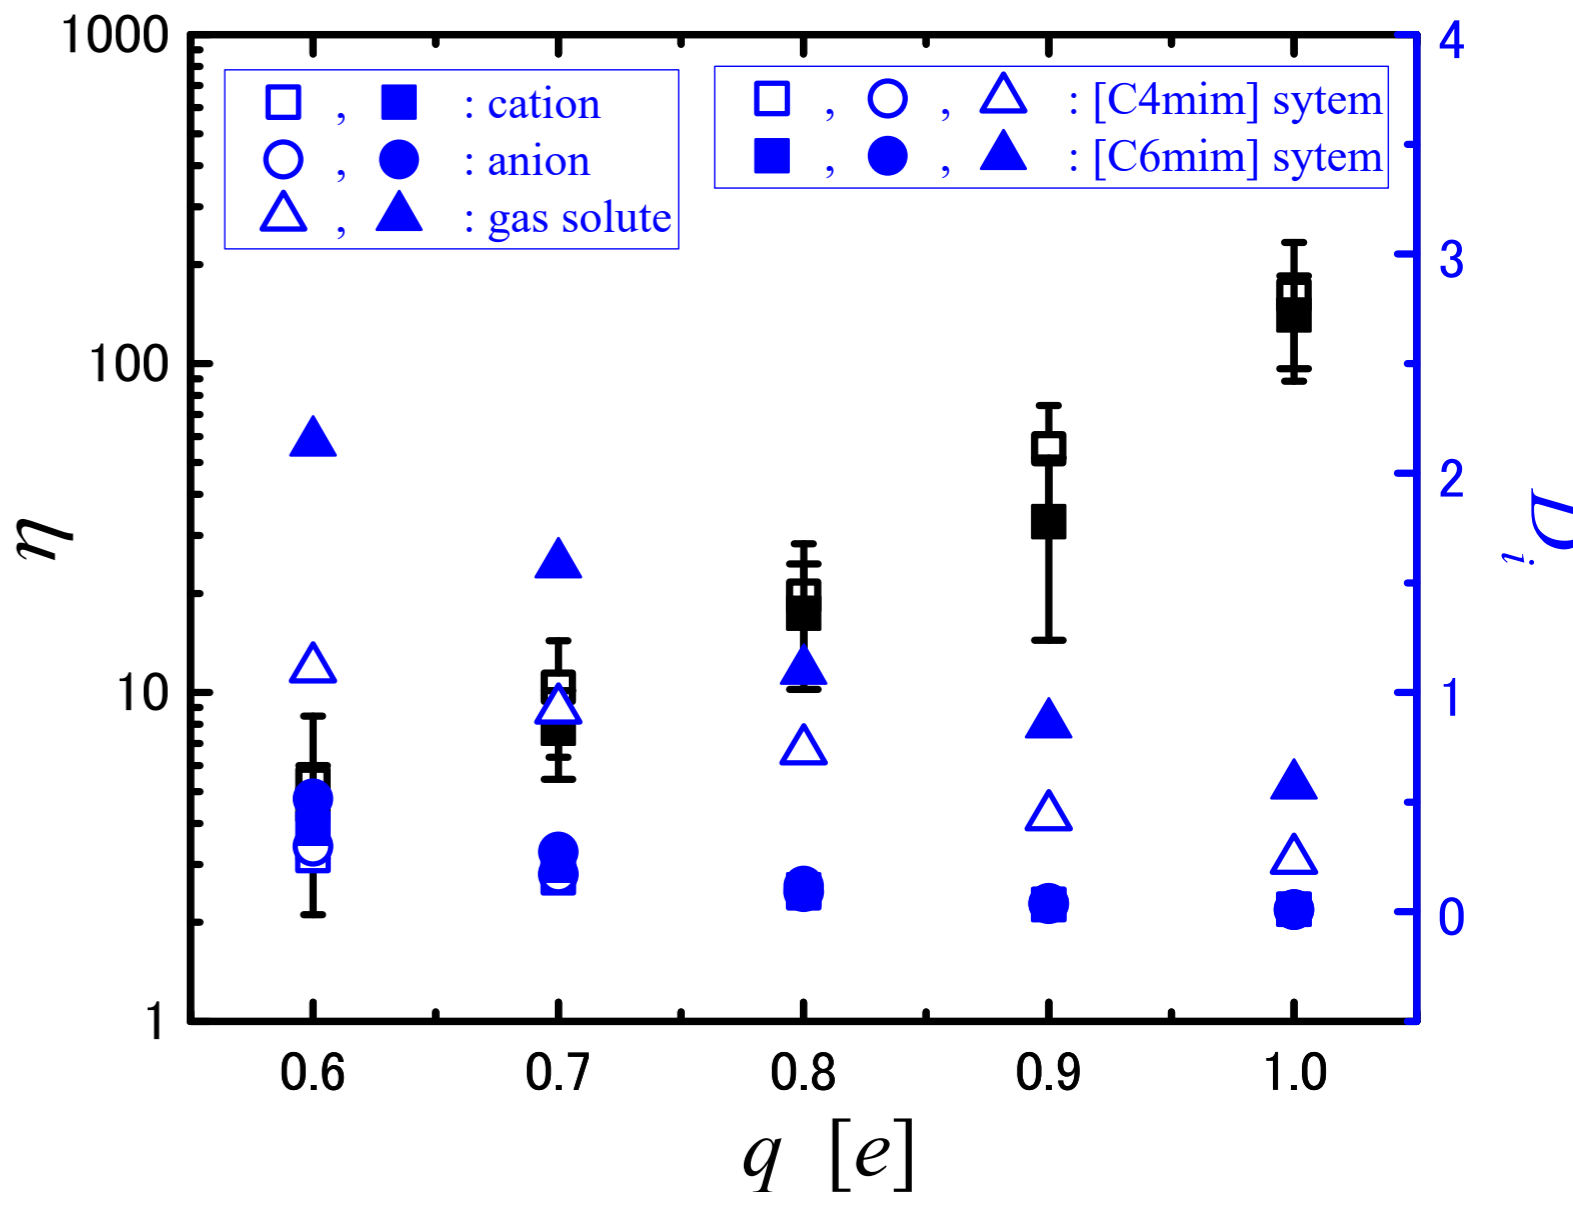 1000
100
10
1
η
, : cation
, : anion
, : gas solute
, , : [C4mim] sytem
, , : [C6mim] sytem
4
3
2
1
0
D i
0.6 0.7 0.8 0.9 1.0
q [e]